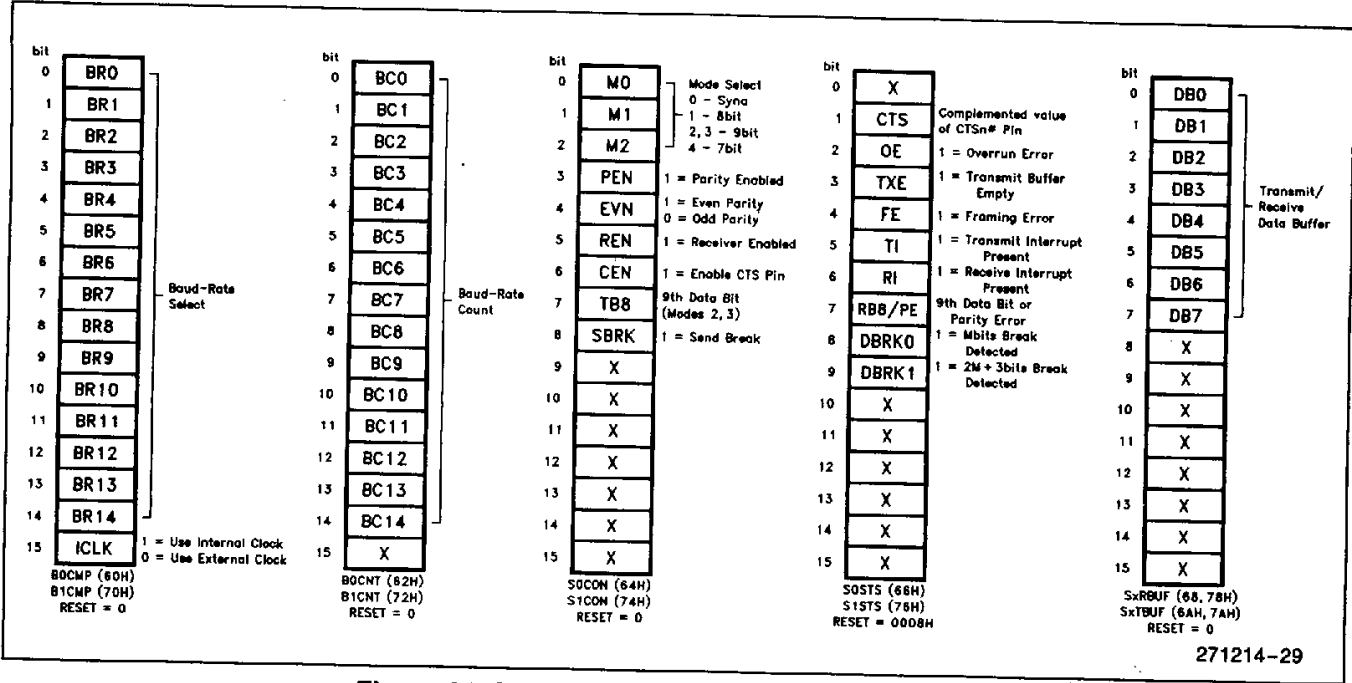 bit
0 BR0
1 BR1
2 BR2
3 BR3
4 BR4
5 BR5
6 BR6
7 BR7
8 BR8
9 BR9
10 BR10
11 BR11
12 BR12
13 BR13
14 BR14
15 ICLK
Baud-Rate
Select
1 = Use Internal Clock
0 = Use External Clock
B0CMP (60H)
B1CMP (70H)
RESET = 0
bit
0 BC0
1 BC1
2 BC2
3 BC3
4 BC4
5 BC5
6 BC6
7 BC7
8 BC8
9 BC9
10 BC10
11 BC11
12 BC12
13 BC13
14 BC14
15 X
Baud-Rate
Count
B0CNT (62H)
B1CNT (72H)
RESET = 0
bit
0 M0
1 M1
2 M2
Mode Select
0 - Sync
1 - 8bit
2, 3 - 9bit
4 - 7bit
3 PEN 1 = Parity Enabled
4 EVN 1 = Even Parity
0 = Odd Parity
5 REN 1 = Receiver Enabled
6 CEN 1 = Enable CTS Pin
7 TB8 9th Data Bit
(Modes 2, 3)
8 SBRK 1 = Send Break
9 X
10 X
11 X
12 X
13 X
14 X
15 X
S0CON (64H)
S1CON (74H)
RESET = 0
bit
0 X
1 CTS Complemented value
of CTSn# Pin
2 OE 1 = Overrun Error
3 TXE 1 = Transmit Buffer
Empty
4 FE 1 = Framing Error
5 TI 1 = Transmit Interrupt
Present
6 RI 1 = Receive Interrupt
Present
7 RB8/PE 9th Data Bit or
Parity Error
8 DBRK0 1 = Mbits Break
Detected
9 DBRK1 1 = 2M + 3bits Break
Detected
10 X
11 X
12 X
13 X
14 X
15 X
S0STS (66H)
S1STS (76H)
RESET = 0008H
bit
0 DB0
1 DB1
2 DB2
3 DB3
4 DB4
5 DB5
6 DB6
7 DB7
8 X
9 X
10 X
11 X
12 X
13 X
14 X
15 X
Transmit/
Receive
Data Buffer
SxRBUF (68, 78H)
SxTBUF (6AH, 7AH)
RESET = 0
271214-29